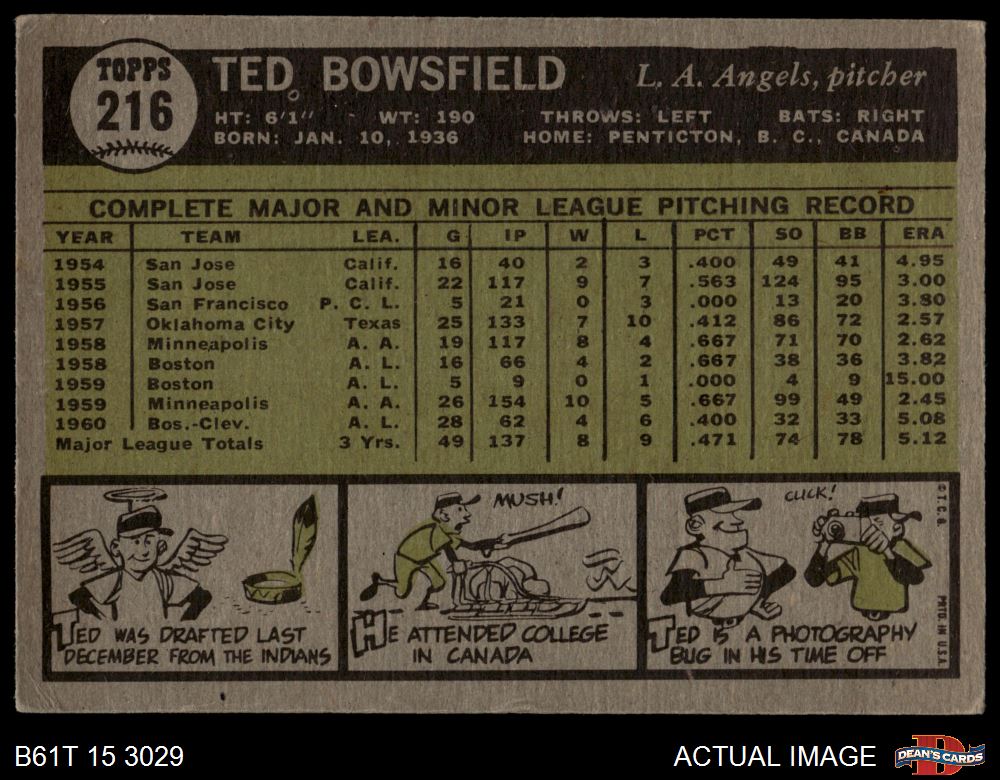 TOPPS
216
TED BOWSFIELD
L. A. Angels, pitcher
HT: 6'1" WT: 190 THROWS: LEFT BATS: RIGHT
BORN: JAN. 10, 1936 HOME: PENTICTON, B. C., CANADA
COMPLETE MAJOR AND MINOR LEAGUE PITCHING RECORD
YEAR TEAM LEA. G IP W L PCT SO BB ERA
1954 San Jose Calif. 16 40 2 3 .400 49 41 4.95
1955 San Jose Calif. 22 117 9 7 .563 124 95 3.00
1956 San Francisco P. C. L. 5 21 0 3 .000 13 20 3.80
1957 Oklahoma City Texas 25 133 7 10 .412 86 72 2.57
1958 Minneapolis A. A. 19 117 8 4 .667 71 70 2.62
1958 Boston A. L. 16 66 4 2 .667 38 36 3.82
1959 Boston A. L. 5 9 0 1 .000 4 9 15.00
1959 Minneapolis A. A. 26 154 10 5 .667 99 49 2.45
1960 Bos.-Clev. A. L. 28 62 4 6 .400 32 33 5.08
Major League Totals 3 Yrs. 49 137 8 9 .471 74 78 5.12
TED WAS DRAFTED LAST
DECEMBER FROM THE INDIANS
MUSH!
HE ATTENDED COLLEGE
IN CANADA
CLICK!
TED IS A PHOTOGRAPHY
BUG IN HIS TIME OFF
© T. C. G. PRTD. IN U.S.A.
B61T 15 3029
ACTUAL IMAGE
DEAN'S CARDS